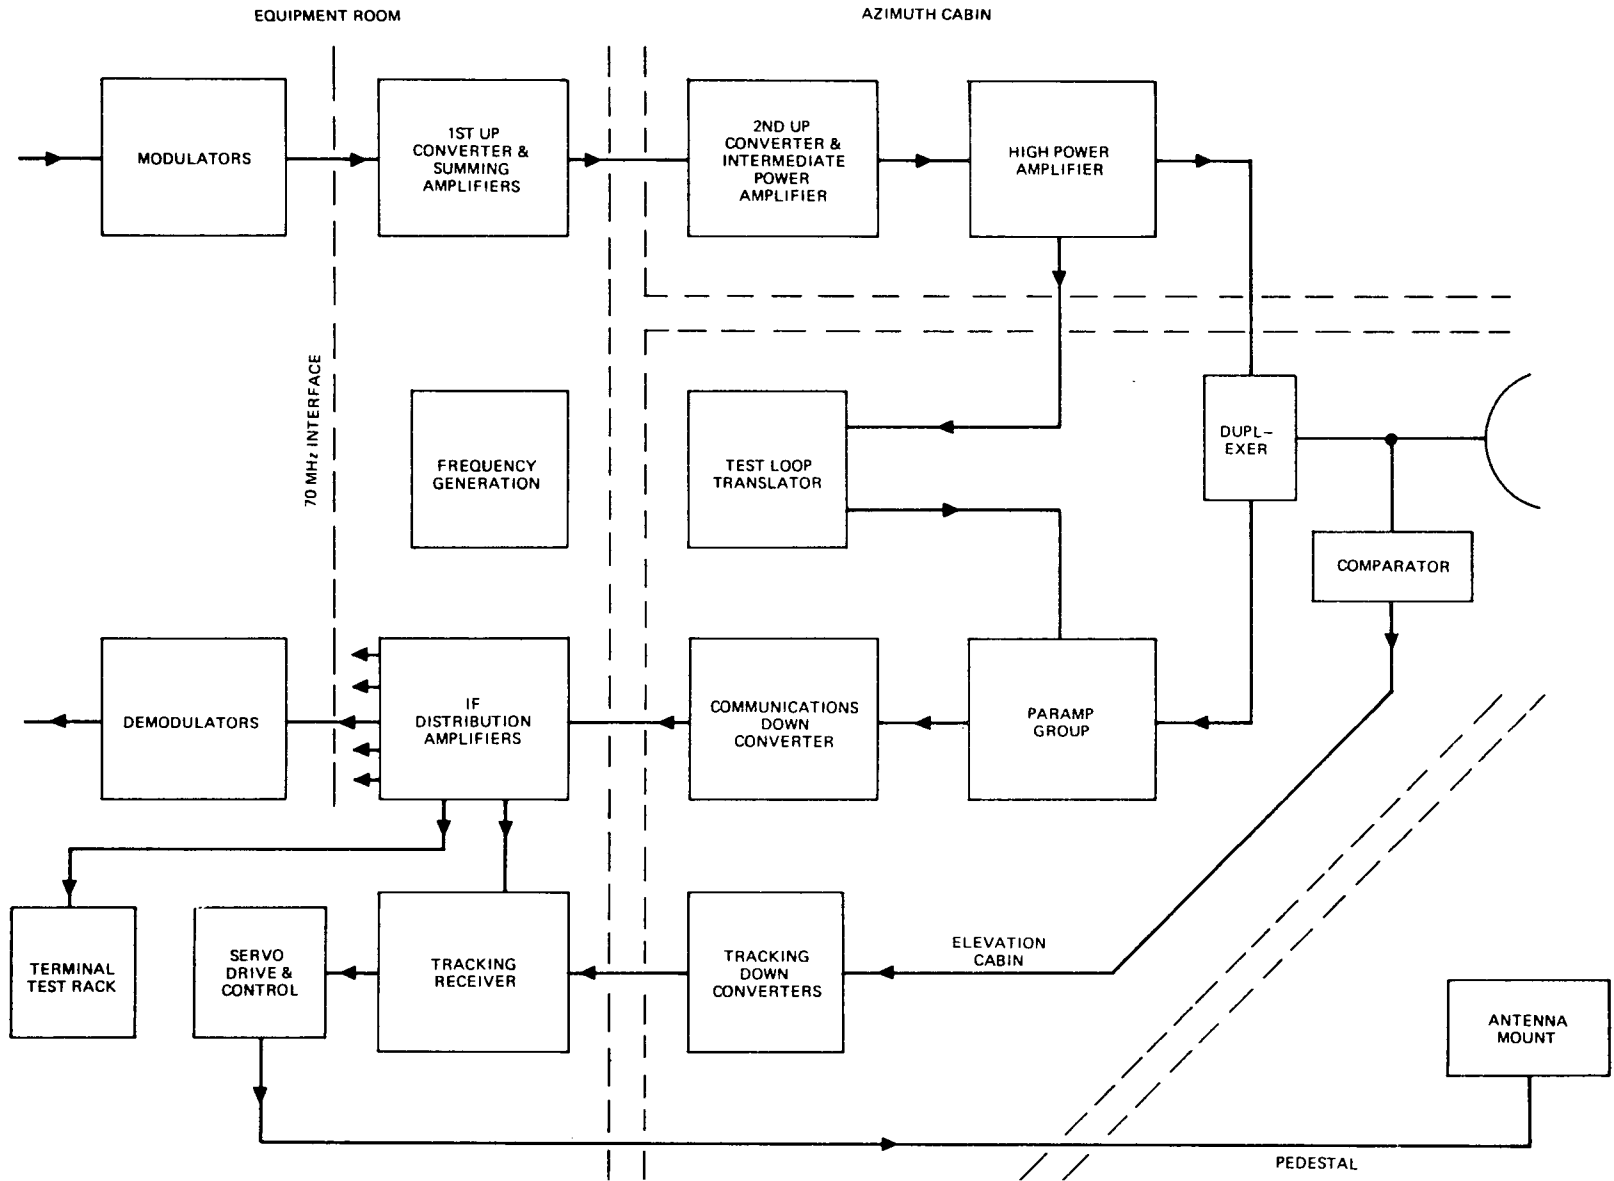 EQUIPMENT ROOM
AZIMUTH CABIN
MODULATORS
1ST UP
CONVERTER &
SUMMING
AMPLIFIERS
2ND UP
CONVERTER &
INTERMEDIATE
POWER
AMPLIFIER
HIGH POWER
AMPLIFIER
70 MHz INTERFACE
FREQUENCY
GENERATION
TEST LOOP
TRANSLATOR
DUPL–
EXER
COMPARATOR
DEMODULATORS
IF
DISTRIBUTION
AMPLIFIERS
COMMUNICATIONS
DOWN
CONVERTER
PARAMP
GROUP
TERMINAL
TEST RACK
SERVO
DRIVE &
CONTROL
TRACKING
RECEIVER
TRACKING
DOWN
CONVERTERS
ELEVATION
CABIN
ANTENNA
MOUNT
PEDESTAL